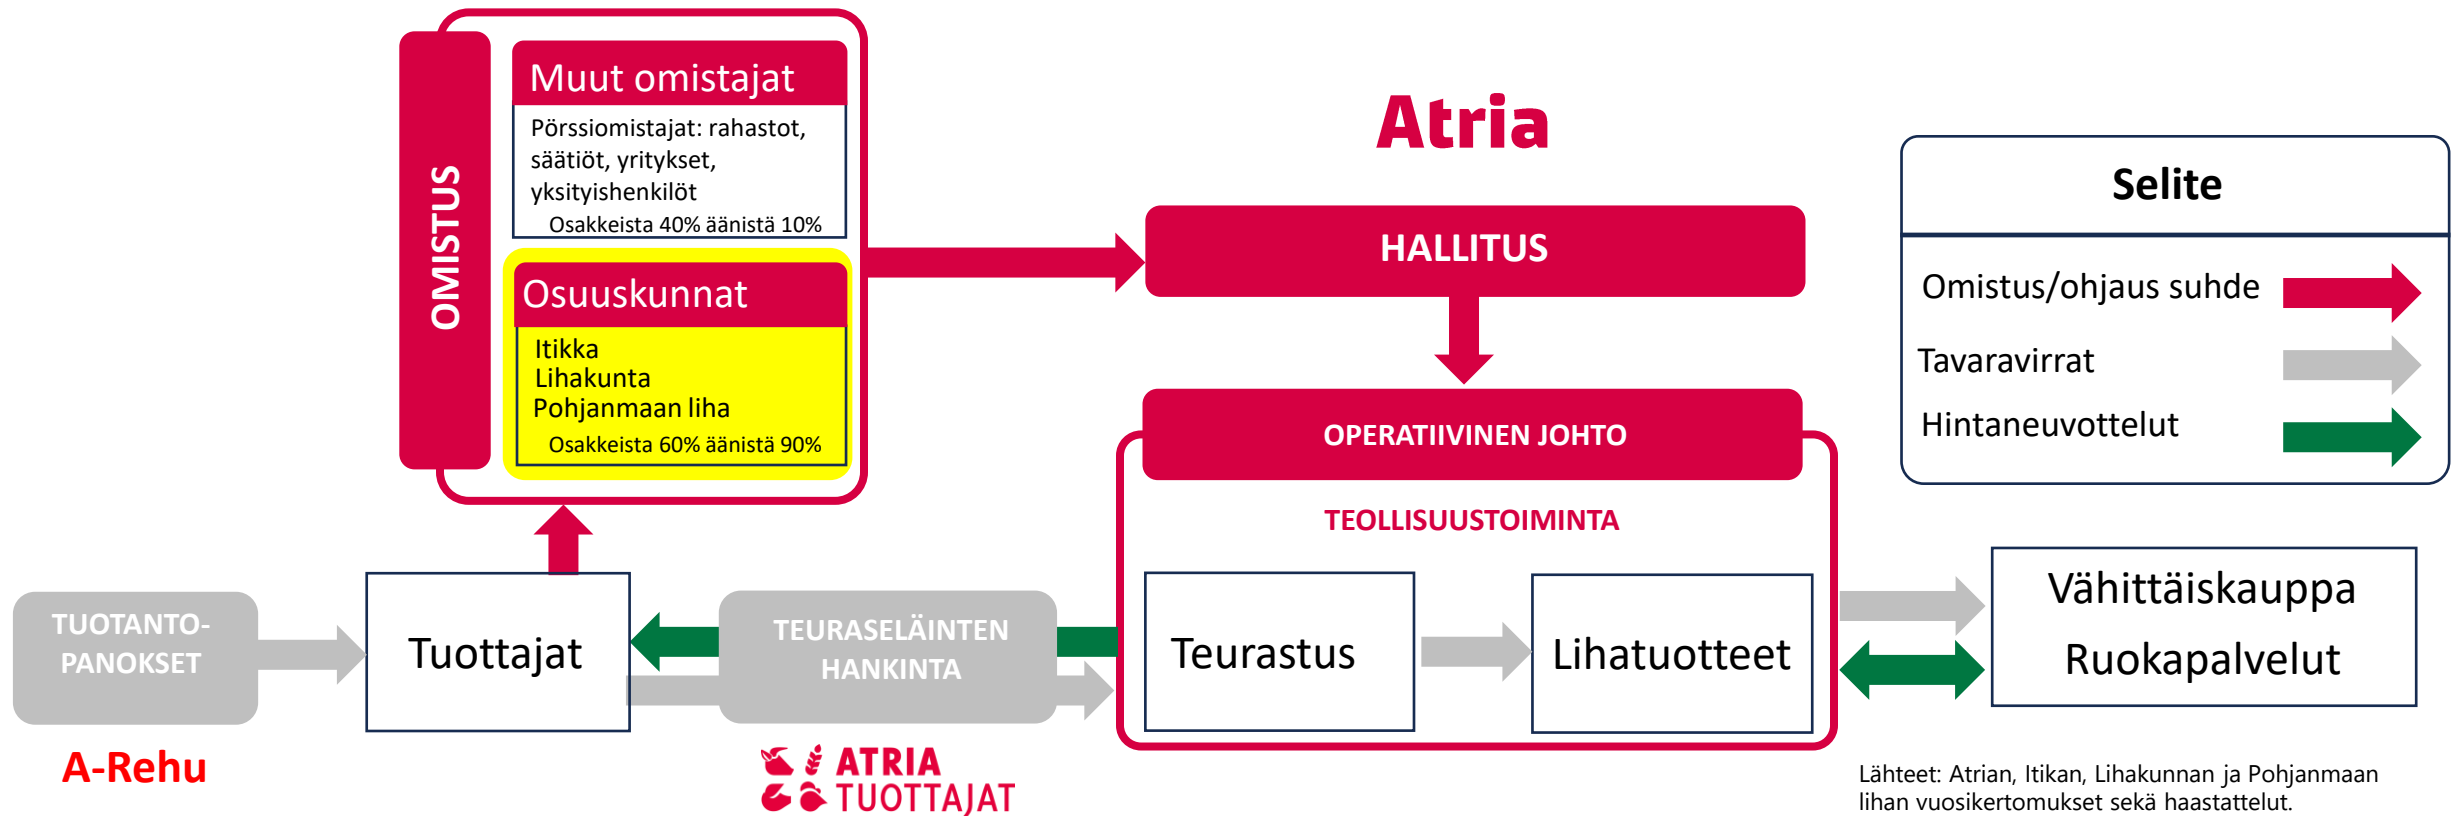 OMISTUS
Muut omistajat
Pörssiomistajat: rahastot,
säätiöt, yritykset,
yksityishenkilöt
Osakkeista 40% äänistä 10%
Osuuskunnat
Itikka
Lihakunta
Pohjanmaan liha
Osakkeista 60% äänistä 90%
Atria
HALLITUS
OPERATIIVINEN JOHTO
TEOLLISUUSTOIMINTA
Selite
Omistus/ohjaus suhde
Tavaravirrat
Hintaneuvottelut
TUOTANTO-
PANOKSET
A-Rehu
Tuottajat
TEURASELÄINTEN
HANKINTA
ATRIA
TUOTTAJAT
Teurastus
Lihatuotteet
Vähittäiskauppa
Ruokapalvelut
Lähteet: Atrian, Itikan, Lihakunnan ja Pohjanmaan
lihan vuosikertomukset sekä haastattelut.